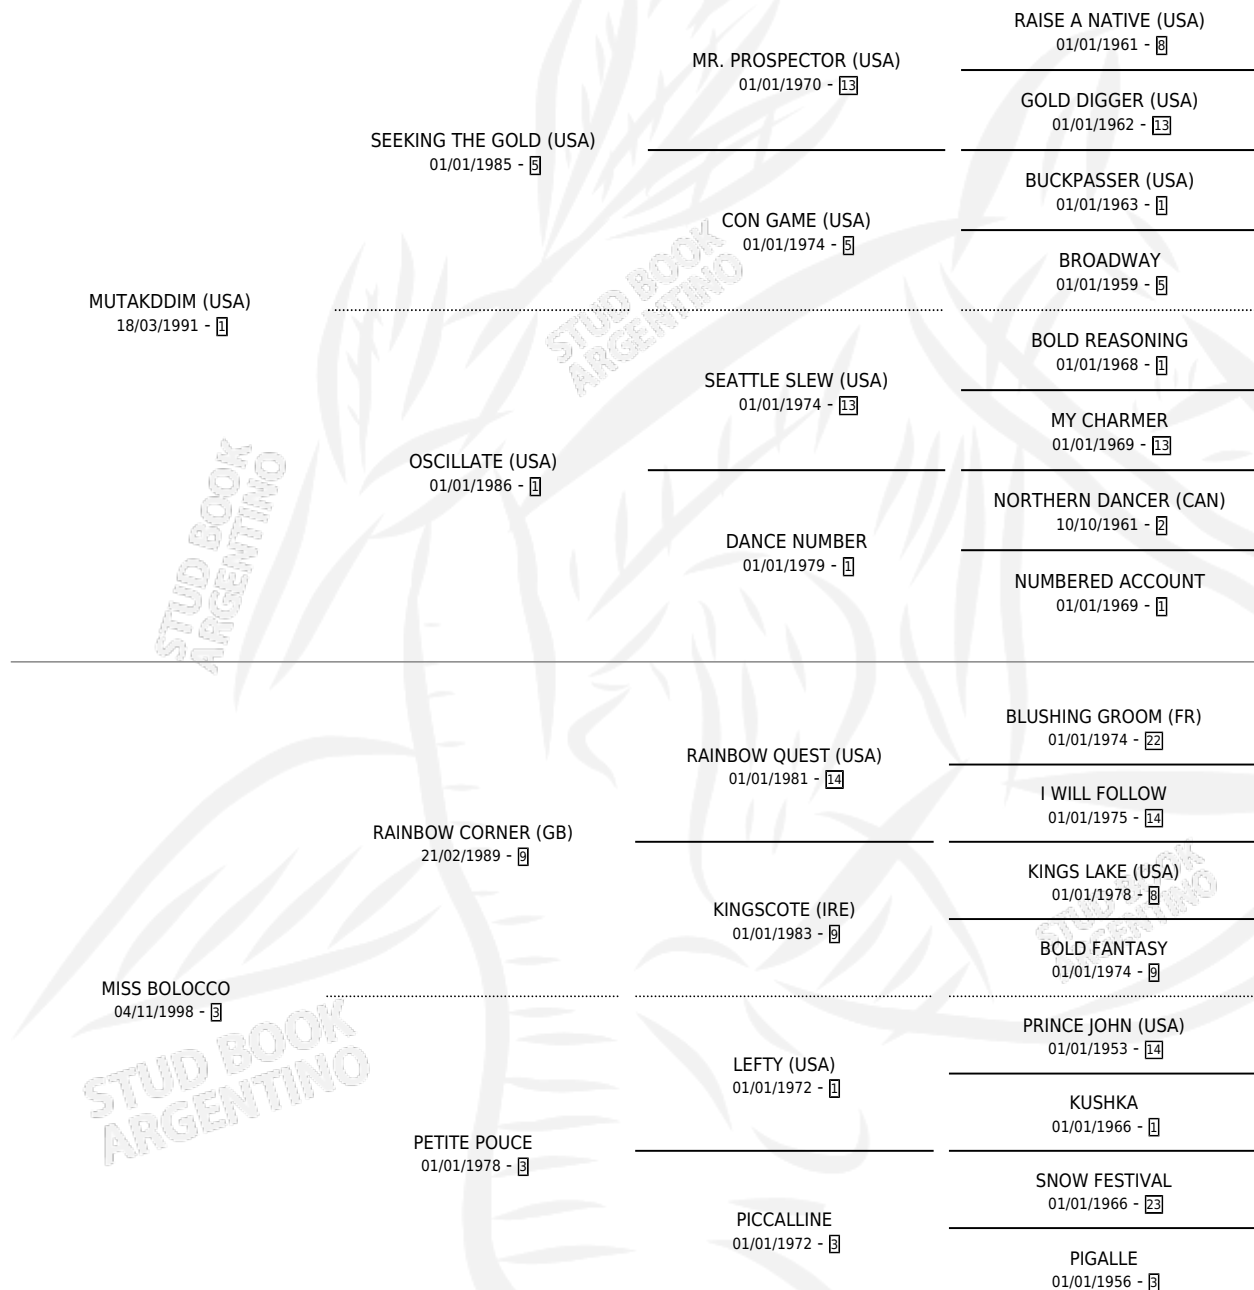 RAISE A NATIVE (USA)
01/01/1961 - 8
MR. PROSPECTOR (USA)
01/01/1970 - 13
GOLD DIGGER (USA)
01/01/1962 - 13
SEEKING THE GOLD (USA)
01/01/1985 - 5
BUCKPASSER (USA)
01/01/1963 - 1
CON GAME (USA)
01/01/1974 - 5
BROADWAY
01/01/1959 - 5
MUTAKDDIM (USA)
18/03/1991 - 1
STUD BOOK
ARGENTINO
BOLD REASONING
01/01/1968 - 1
SEATTLE SLEW (USA)
01/01/1974 - 13
MY CHARMER
01/01/1969 - 13
OSCILLATE (USA)
01/01/1986 - 1
NORTHERN DANCER (CAN)
10/10/1961 - 2
DANCE NUMBER
01/01/1979 - 1
NUMBERED ACCOUNT
01/01/1969 - 1
STUD BOOK
ARGENTINO
BLUSHING GROOM (FR)
01/01/1974 - 22
RAINBOW QUEST (USA)
01/01/1981 - 14
I WILL FOLLOW
01/01/1975 - 14
RAINBOW CORNER (GB)
21/02/1989 - 9
KINGS LAKE (USA)
01/01/1978 - 8
KINGSCOTE (IRE)
01/01/1983 - 9
BOLD FANTASY
01/01/1974 - 9
STUD BOOK
ARGENTINO
MISS BOLOCCO
04/11/1998 - 3
PRINCE JOHN (USA)
01/01/1953 - 14
LEFTY (USA)
01/01/1972 - 1
KUSHKA
01/01/1966 - 1
STUD BOOK
ARGENTINO
PETITE POUCE
01/01/1978 - 3
SNOW FESTIVAL
01/01/1966 - 23
PICCALLINE
01/01/1972 - 3
PIGALLE
01/01/1956 - 3